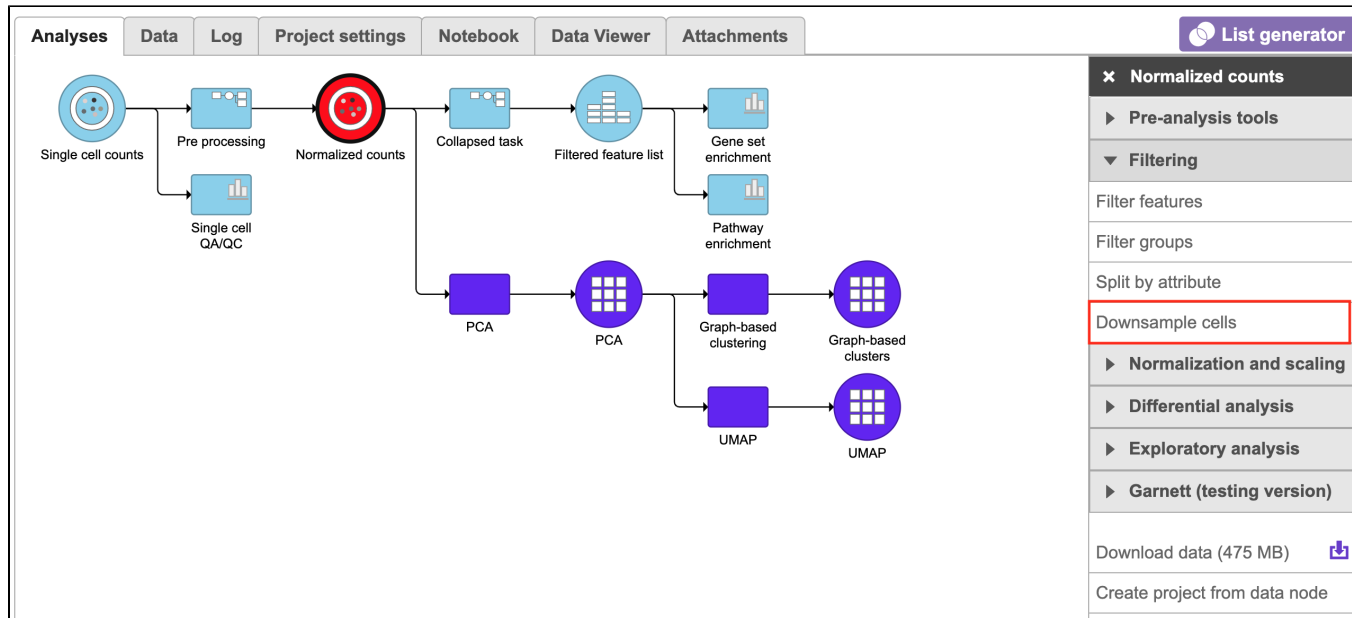 Analyses
Data
Log
Project settings
Notebook
Data Viewer
Attachments
List generator
Single cell counts
Pre processing
Normalized counts
Collapsed task
Filtered feature list
Gene set
enrichment
Single cell
QA/QC
Pathway
enrichment
PCA
PCA
Graph-based
clustering
Graph-based
clusters
UMAP
UMAP
Normalized counts
Pre-analysis tools
Filtering
Filter features
Filter groups
Split by attribute
Downsample cells
Normalization and scaling
Differential analysis
Exploratory analysis
Garnett (testing version)
Download data (475 MB)
Create project from data node